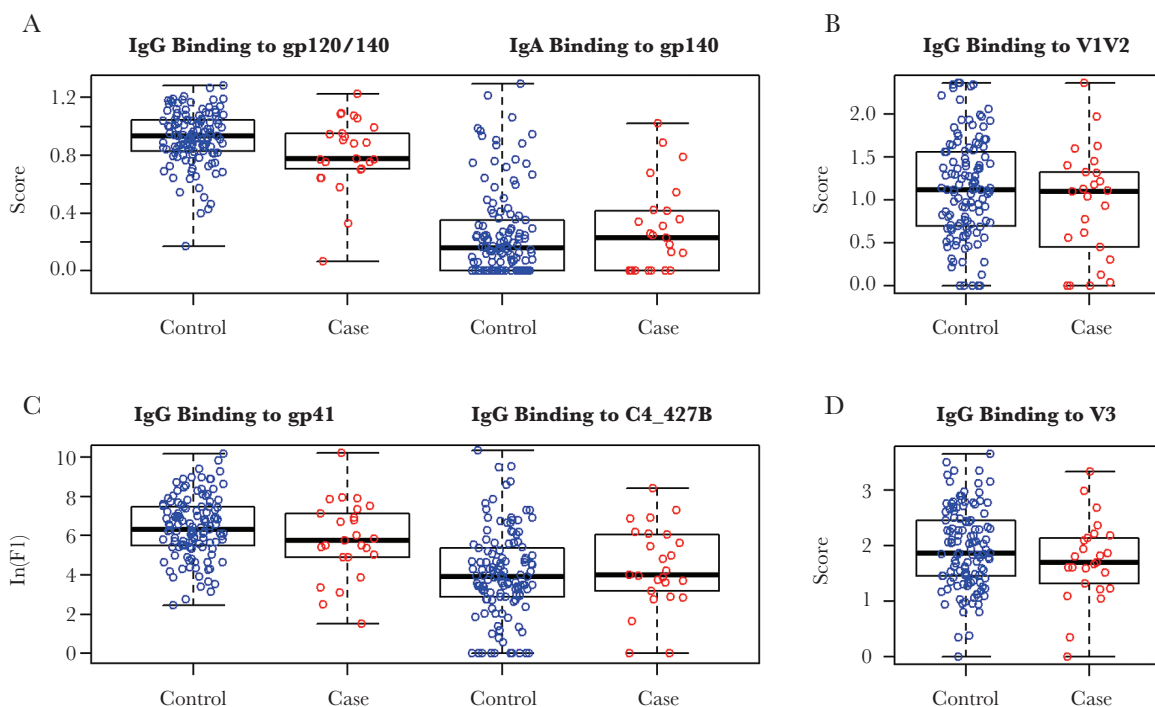 A
IgG Binding to gp120/140
IgA Binding to gp140
Score
1.2
0.8
0.4
0.0
Control
Case
Control
Case
B
IgG Binding to V1V2
Score
2.0
1.5
1.0
0.5
0.0
Control
Case
C
IgG Binding to gp41
IgG Binding to C4_427B
In(F1)
10
8
6
4
2
0
Control
Case
Control
Case
D
IgG Binding to V3
Score
3
2
1
0
Control
Case